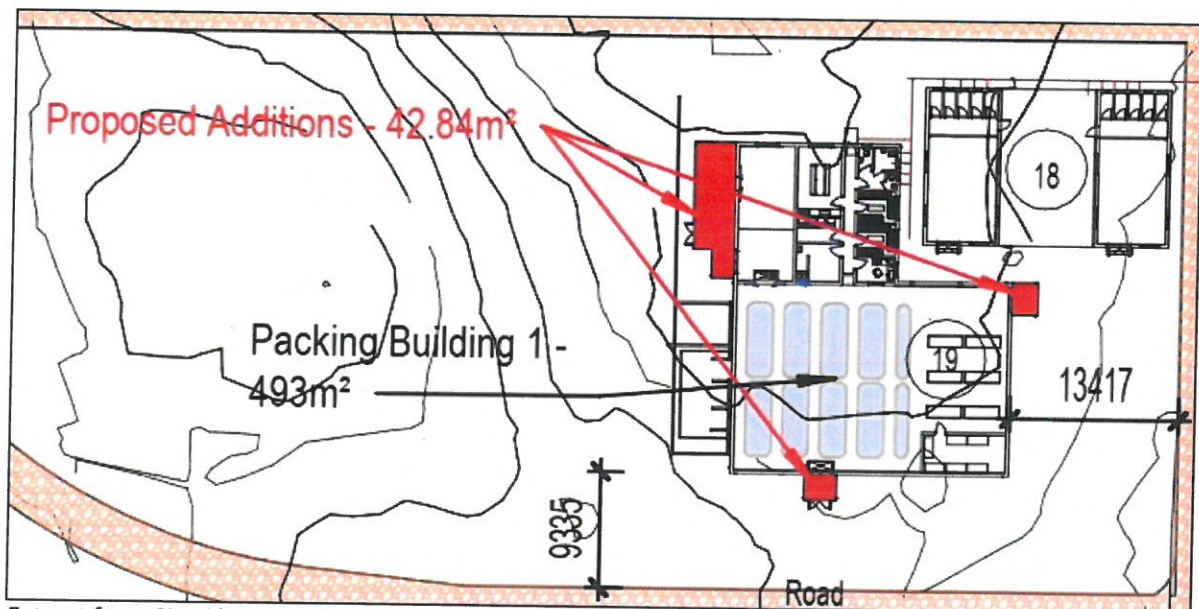 Proposed Additions - 42.84m²
18
Packing Building 1 -
493m²
19
13417
9335
Road